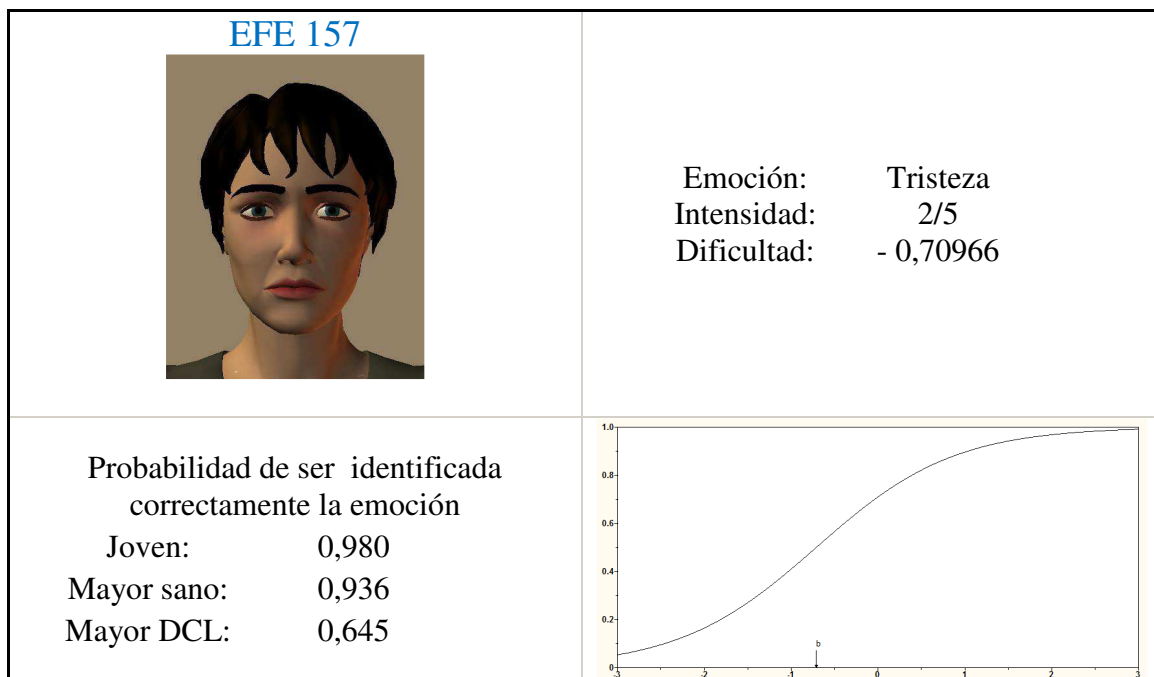 EFE 157
Emoción: Tristeza
Intensidad: 2/5
Dificultad: - 0,70966
Probabilidad de ser identificada
correctamente la emoción
Joven: 0,980
Mayor sano: 0,936
Mayor DCL: 0,645
1.0
0.8
0.6
0.4
0.2
0
b
-3 -2 -1 0 1 2 3